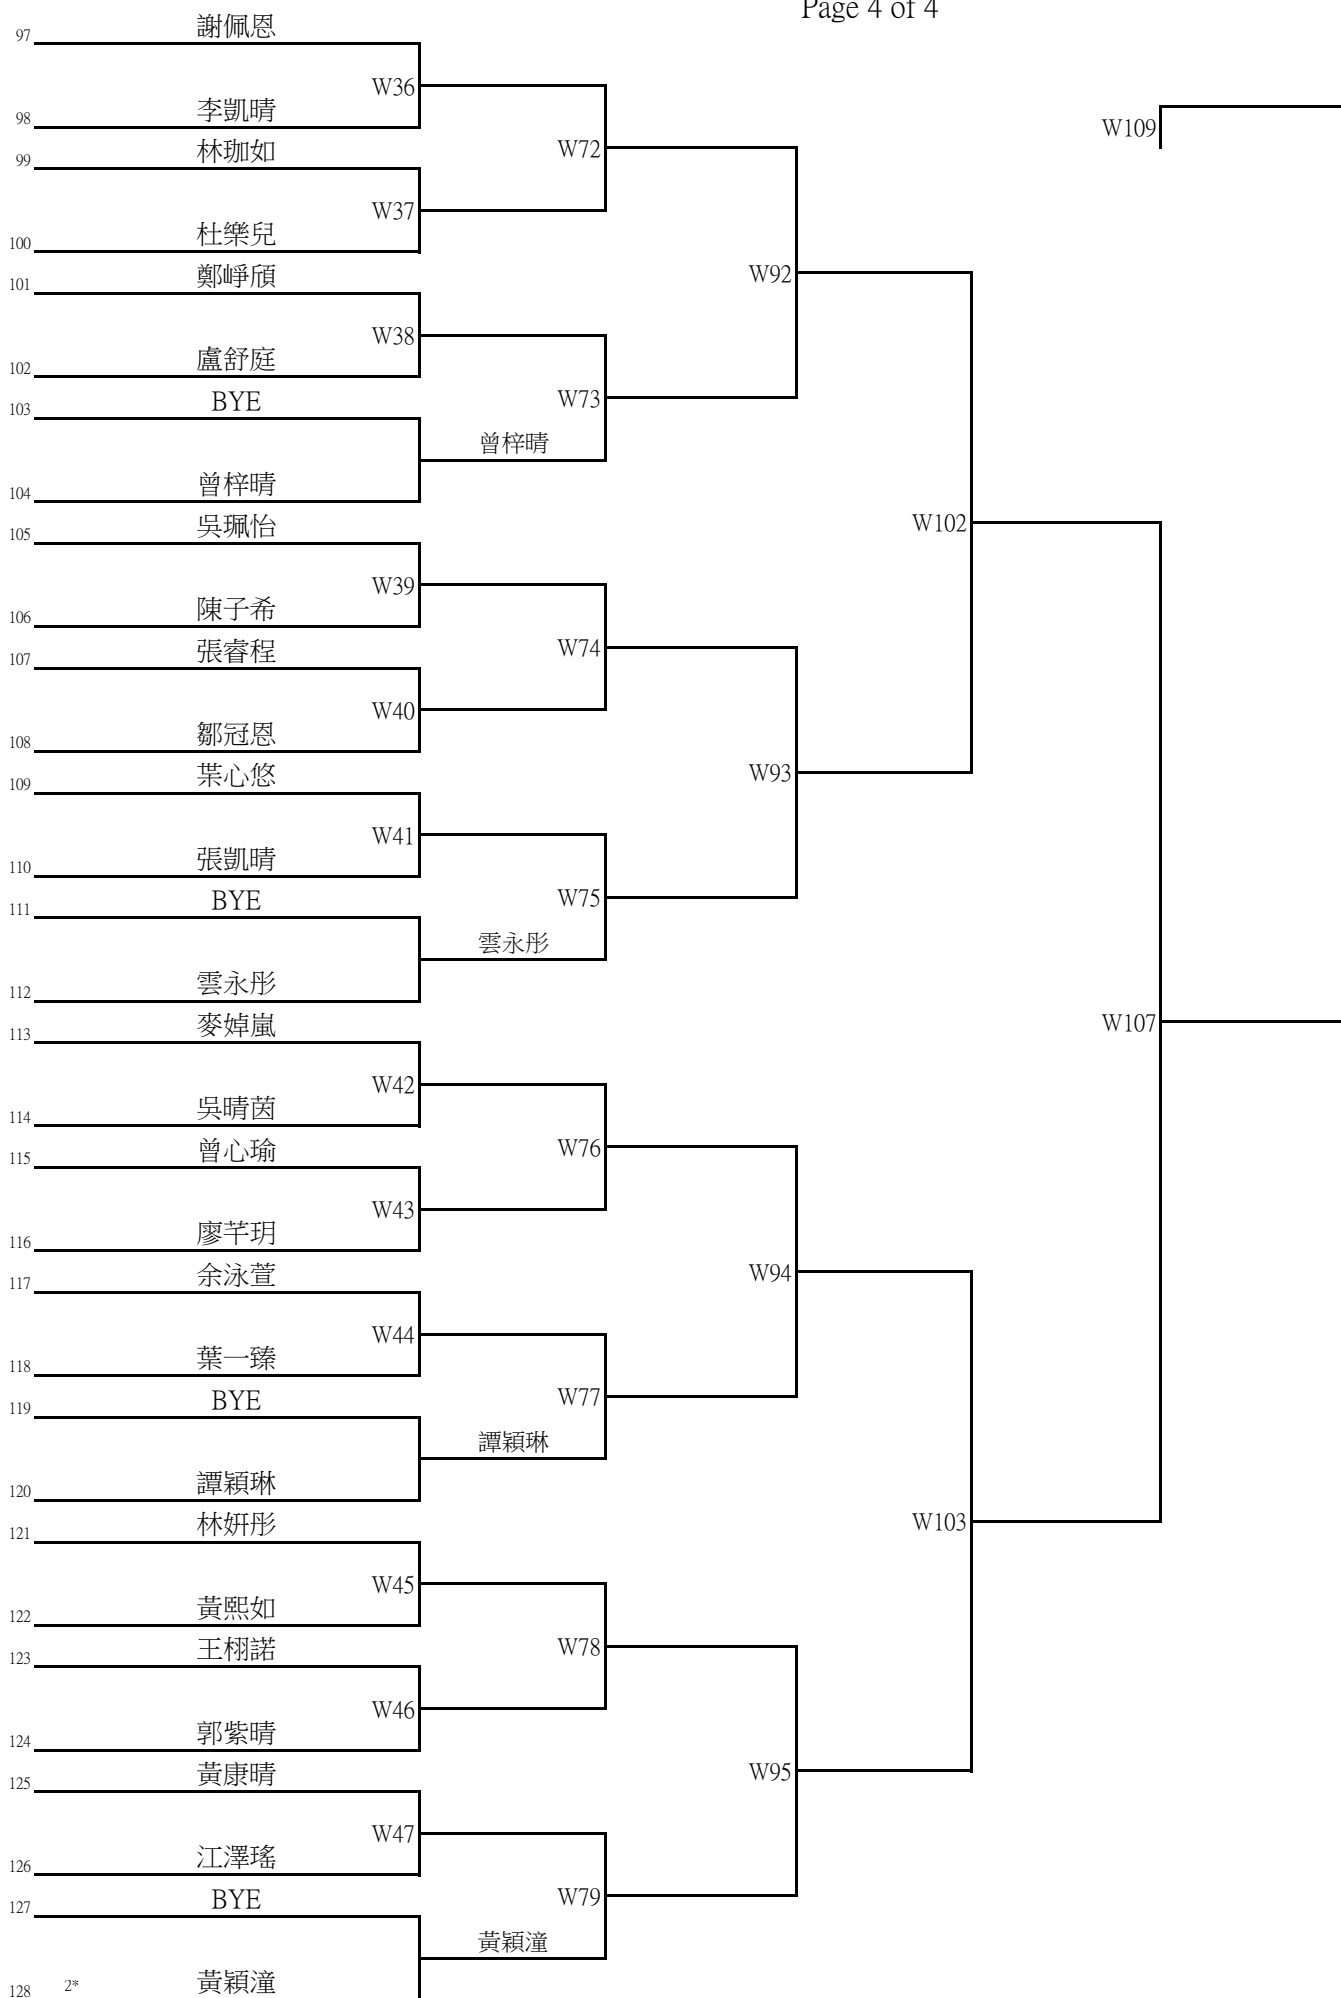 Page 4 of 4
97 謝佩恩
W36
98 李凱晴
W109
99 林珈如
W72
W37
100 杜樂兒
101 鄭崢頎
W92
W38
102 盧舒庭
103 BYE
W73
曾梓晴
104 曾梓晴
105 吳珮怡
W102
W39
106 陳子希
107 張睿程
W74
W40
108 鄒冠恩
109 葉心悠
W93
W41
110 張凱晴
111 BYE
W75
雲永彤
112 雲永彤
113 麥婥嵐
W107
W42
114 吳晴茵
115 曾心瑜
W76
W43
116 廖芊玥
117 余泳萱
W94
W44
118 葉一臻
119 BYE
W77
譚穎琳
120 譚穎琳
121 林妍彤
W103
W45
122 黃熙如
123 王栩諾
W78
W46
124 郭紫晴
125 黃康晴
W95
W47
126 江澤瑤
127 BYE
W79
黃穎潼
128 2* 黃穎潼